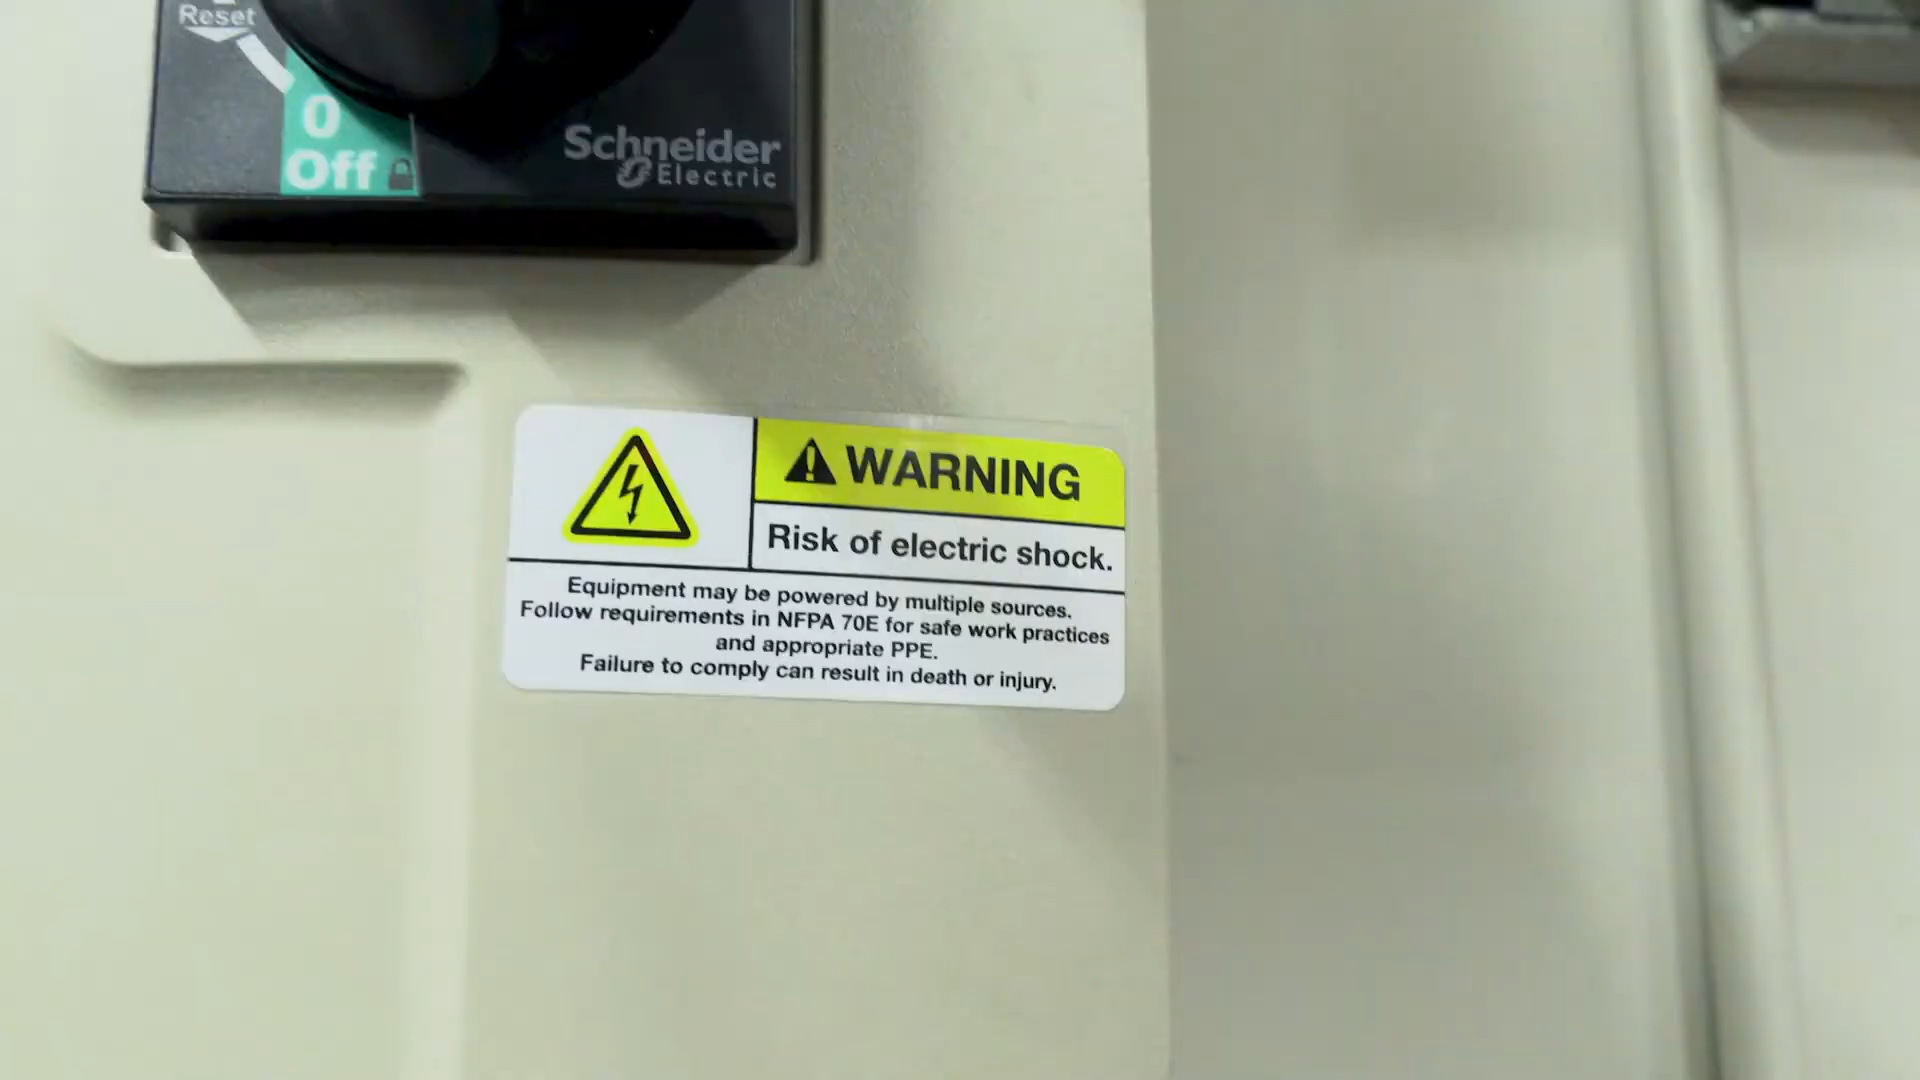 Reset
0
Off
Schneider
Electric
WARNING
Risk of electric shock.
Equipment may be powered by multiple sources.
Follow requirements in NFPA 70E for safe work practices
and appropriate PPE.
Failure to comply can result in death or injury.